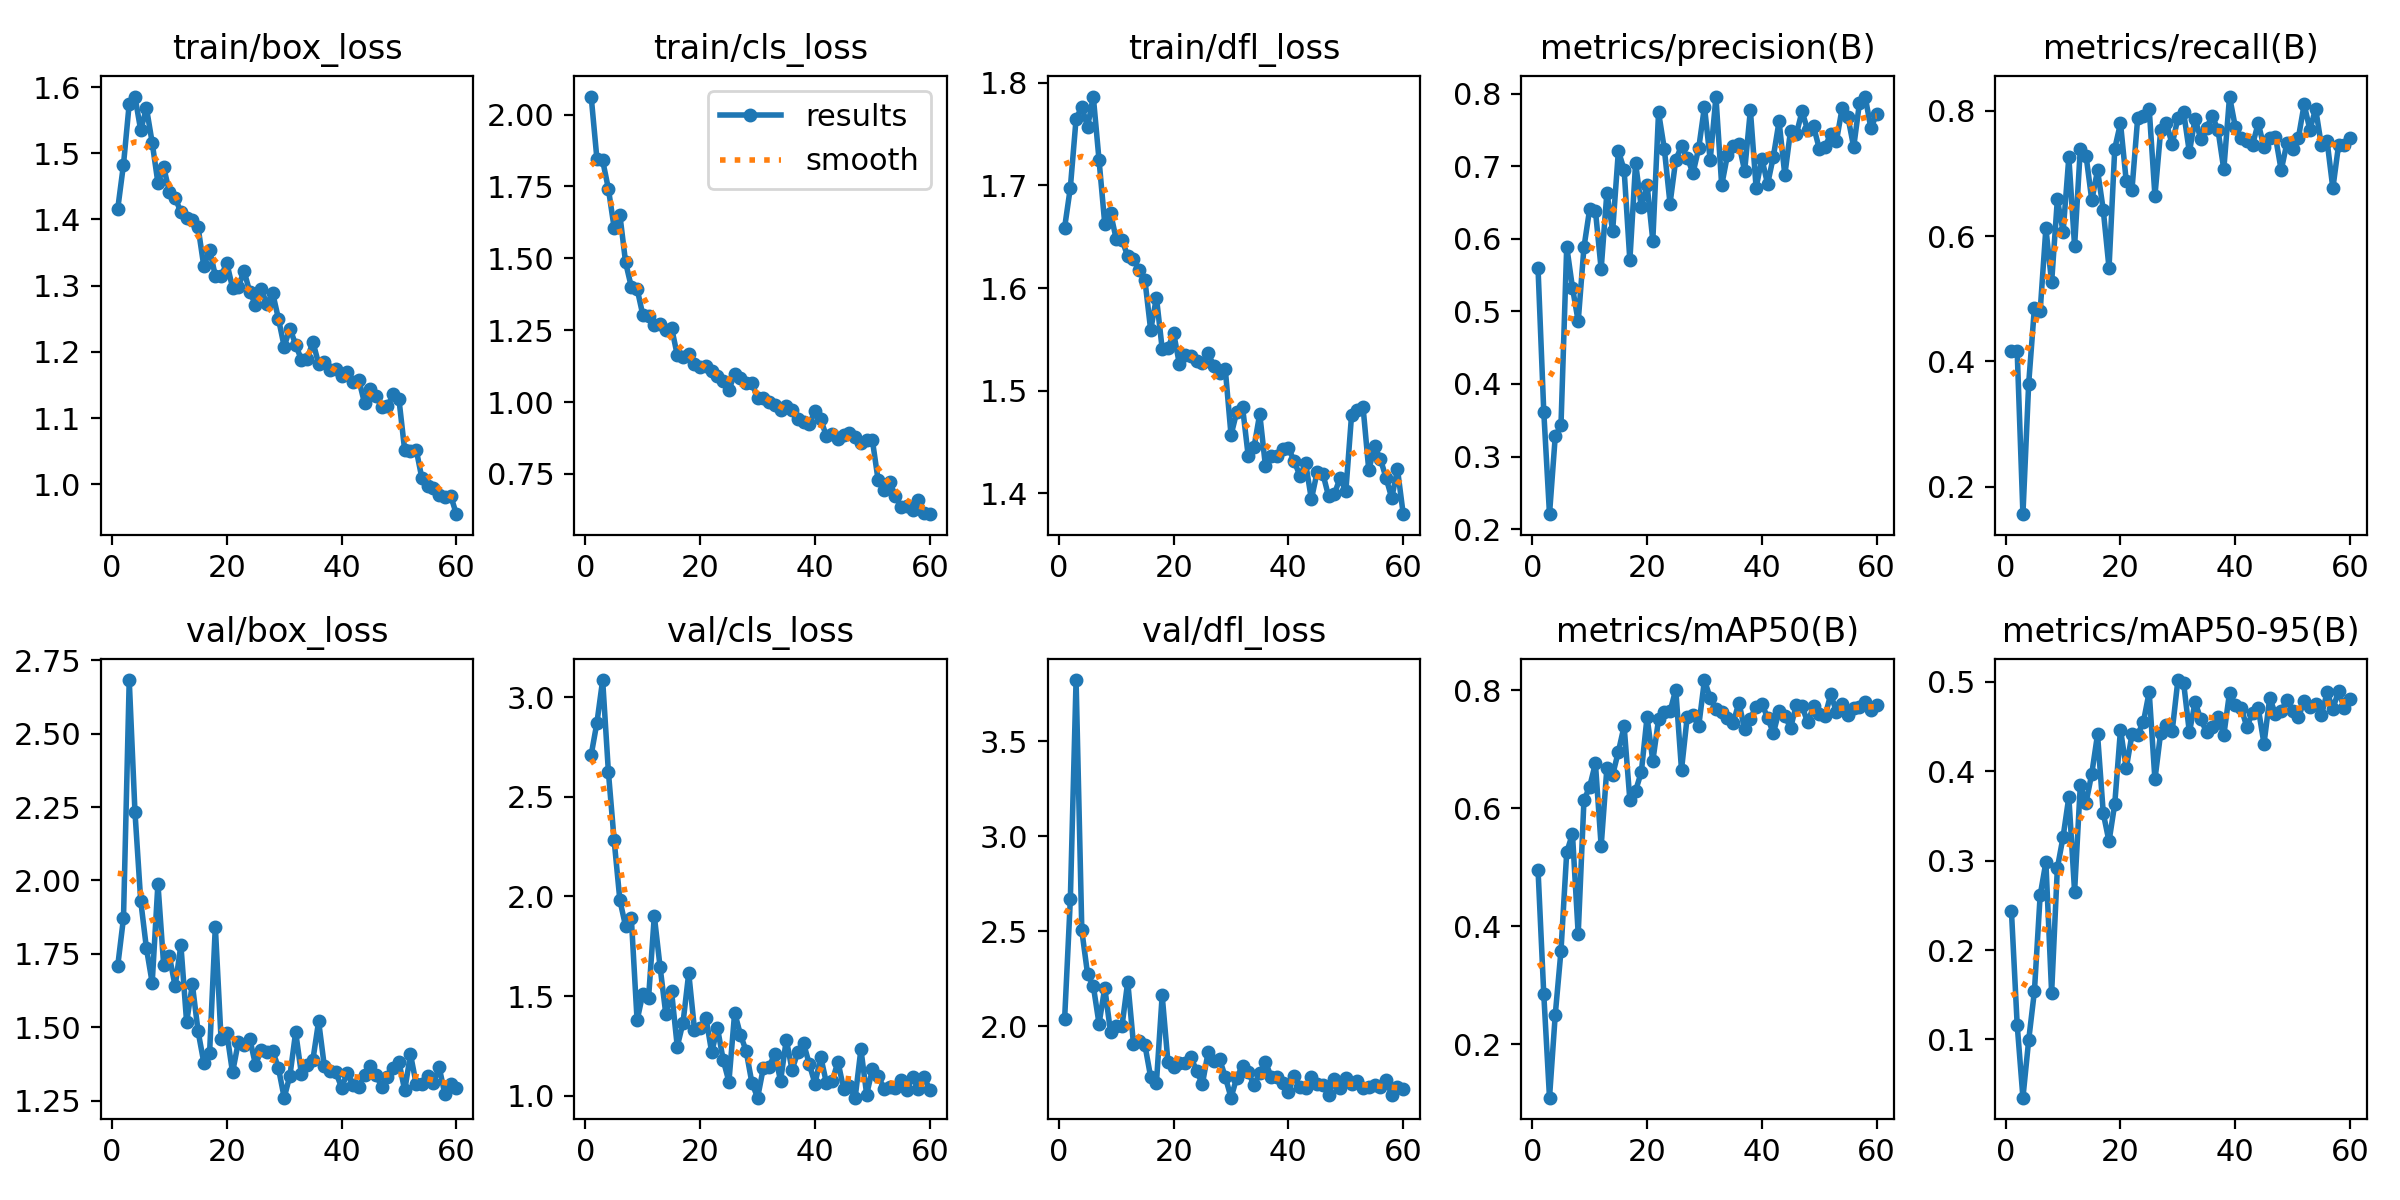 train/box_loss
1.6
1.5
1.4
1.3
1.2
1.1
1.0
0 20 40 60
train/cls_loss
results
smooth
2.00
1.75
1.50
1.25
1.00
0.75
0 20 40 60
train/dfl_loss
1.8
1.7
1.6
1.5
1.4
0 20 40 60
metrics/precision(B)
0.8
0.7
0.6
0.5
0.4
0.3
0.2
0 20 40 60
metrics/recall(B)
0.8
0.6
0.4
0.2
0 20 40 60
val/box_loss
2.75
2.50
2.25
2.00
1.75
1.50
1.25
0 20 40 60
val/cls_loss
3.0
2.5
2.0
1.5
1.0
0 20 40 60
val/dfl_loss
3.5
3.0
2.5
2.0
0 20 40 60
metrics/mAP50(B)
0.8
0.6
0.4
0.2
0 20 40 60
metrics/mAP50-95(B)
0.5
0.4
0.3
0.2
0.1
0 20 40 60